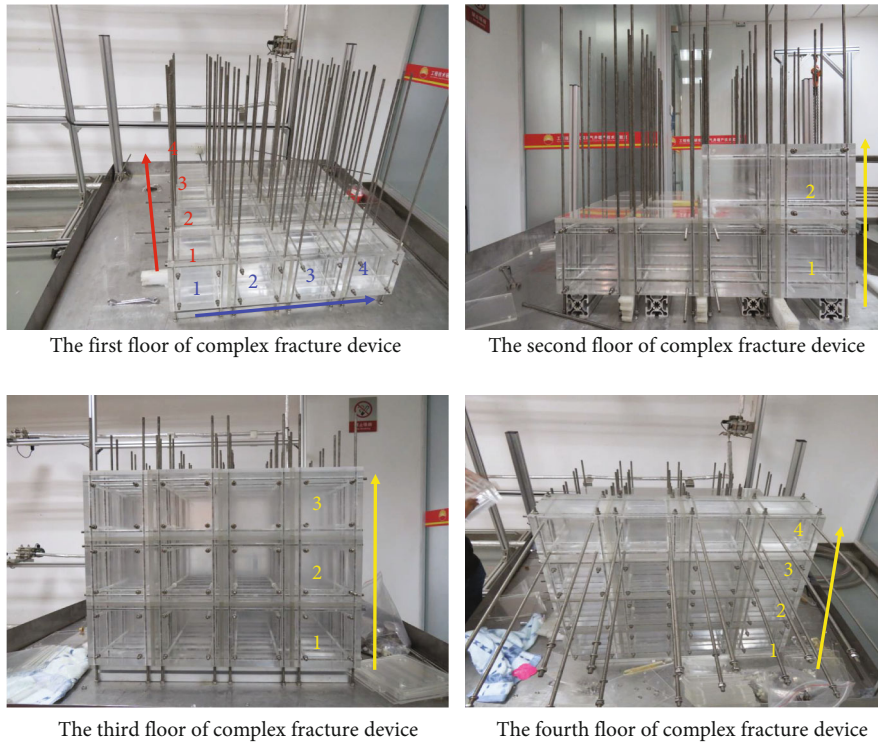 4
3
2
1
1 2 3 4
The first floor of complex fracture device
2
1
The second floor of complex fracture device
3
2
1
The third floor of complex fracture device
4
3
2
1
The fourth floor of complex fracture device